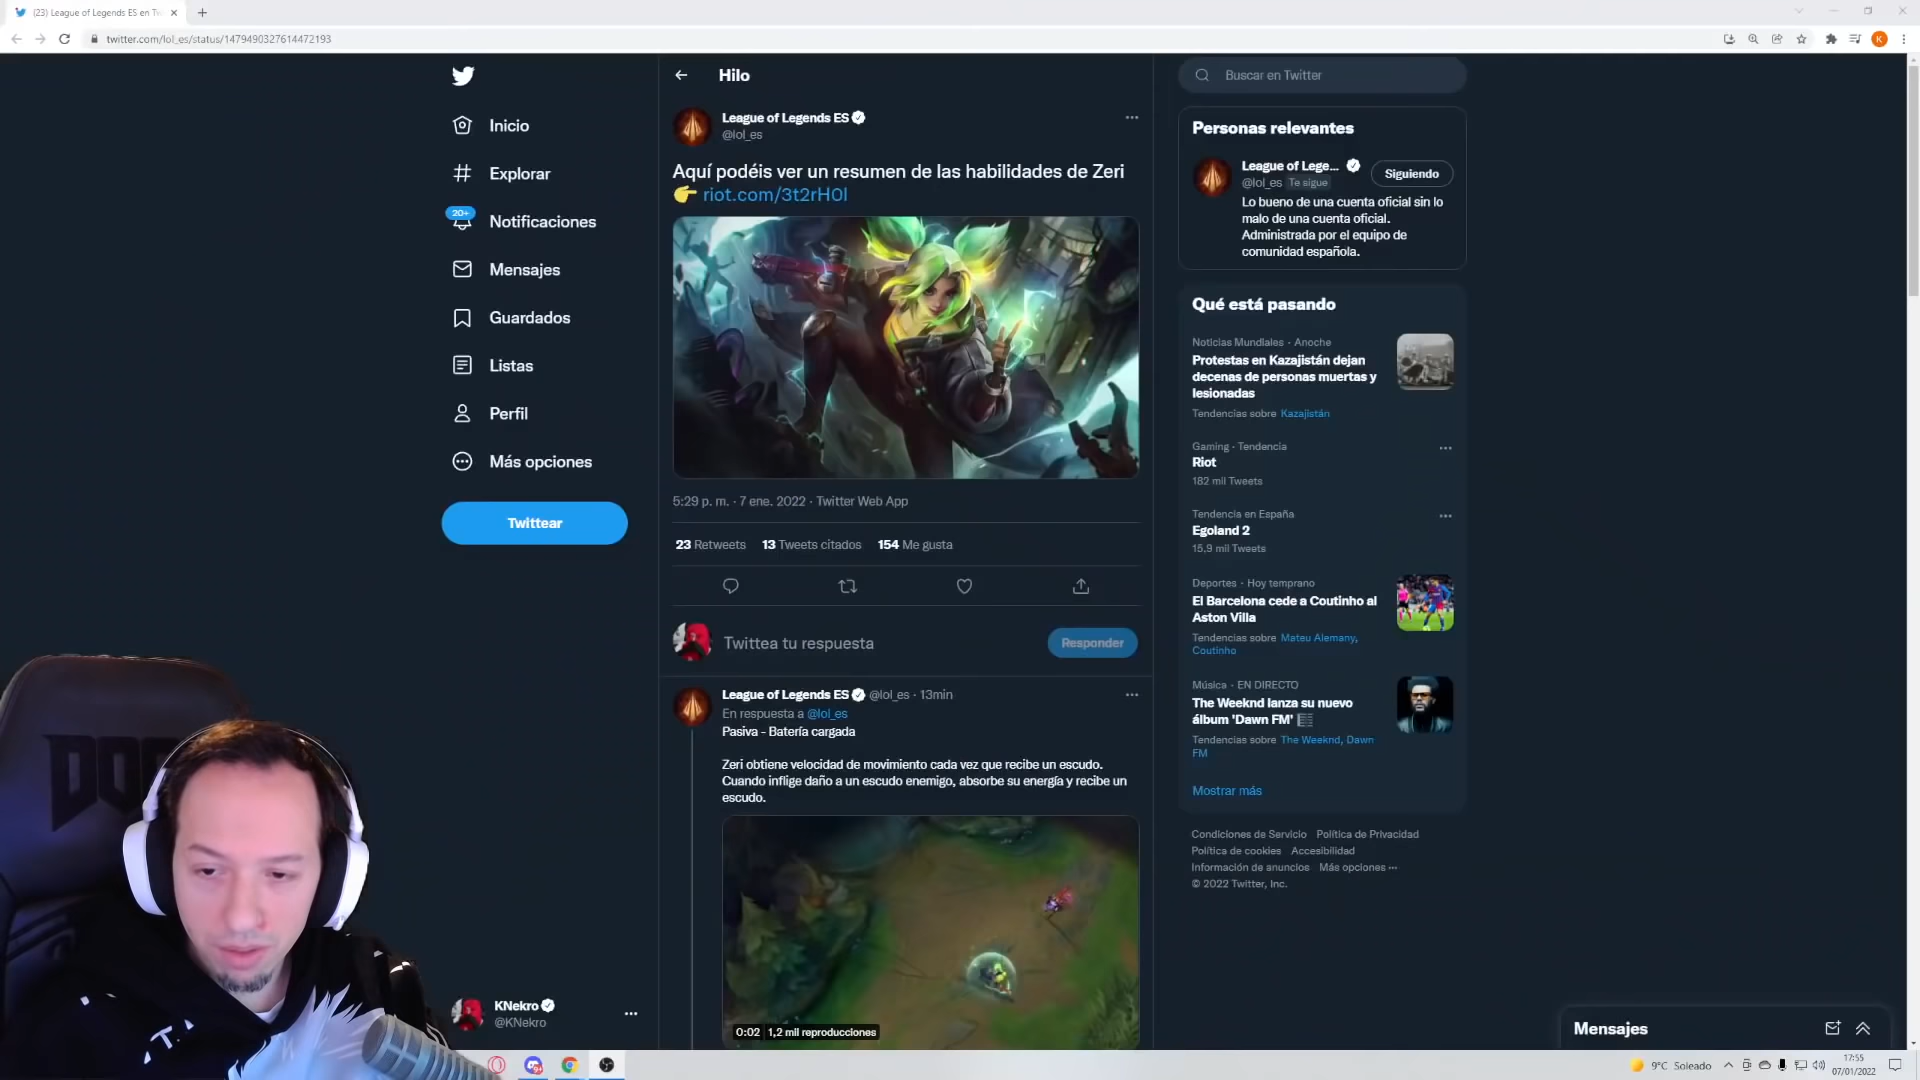 (23) League of Legends ES en Tw
twitter.com/lol_es/status/1479490327614472193
Inicio
Explorar
20+
Notificaciones
Mensajes
Guardados
Listas
Perfil
Más opciones
Twittear
KNekro
@KNekro
Hilo
League of Legends ES
@lol_es
Aquí podéis ver un resumen de las habilidades de Zeri
👉 riot.com/3t2rH0l
5:29 p. m. · 7 ene. 2022 · Twitter Web App
23 Retweets 13 Tweets citados 154 Me gusta
Twittea tu respuesta
Responder
League of Legends ES @lol_es · 13min
En respuesta a @lol_es
Pasiva - Batería cargada
Zeri obtiene velocidad de movimiento cada vez que recibe un escudo.
Cuando inflige daño a un escudo enemigo, absorbe su energía y recibe un
escudo.
0:02 1,2 mil reproducciones
Buscar en Twitter
Personas relevantes
League of Lege...
@lol_es Te sigue
Siguiendo
Lo bueno de una cuenta oficial sin lo
malo de una cuenta oficial.
Administrada por el equipo de
comunidad española.
Qué está pasando
Noticias Mundiales · Anoche
Protestas en Kazajistán dejan
decenas de personas muertas y
lesionadas
Tendencias sobre Kazajistán
Gaming · Tendencia
Riot
182 mil Tweets
Tendencia en España
Egoland 2
15,9 mil Tweets
Deportes · Hoy temprano
El Barcelona cede a Coutinho al
Aston Villa
Tendencias sobre Mateu Alemany,
Coutinho
Música · EN DIRECTO
The Weeknd lanza su nuevo
álbum 'Dawn FM'
Tendencias sobre The Weeknd, Dawn
FM
Mostrar más
Condiciones de Servicio Política de Privacidad
Política de cookies Accesibilidad
Información de anuncios Más opciones ···
© 2022 Twitter, Inc.
Mensajes
K
DOO
9°C Soleado
17:55
07/01/2022